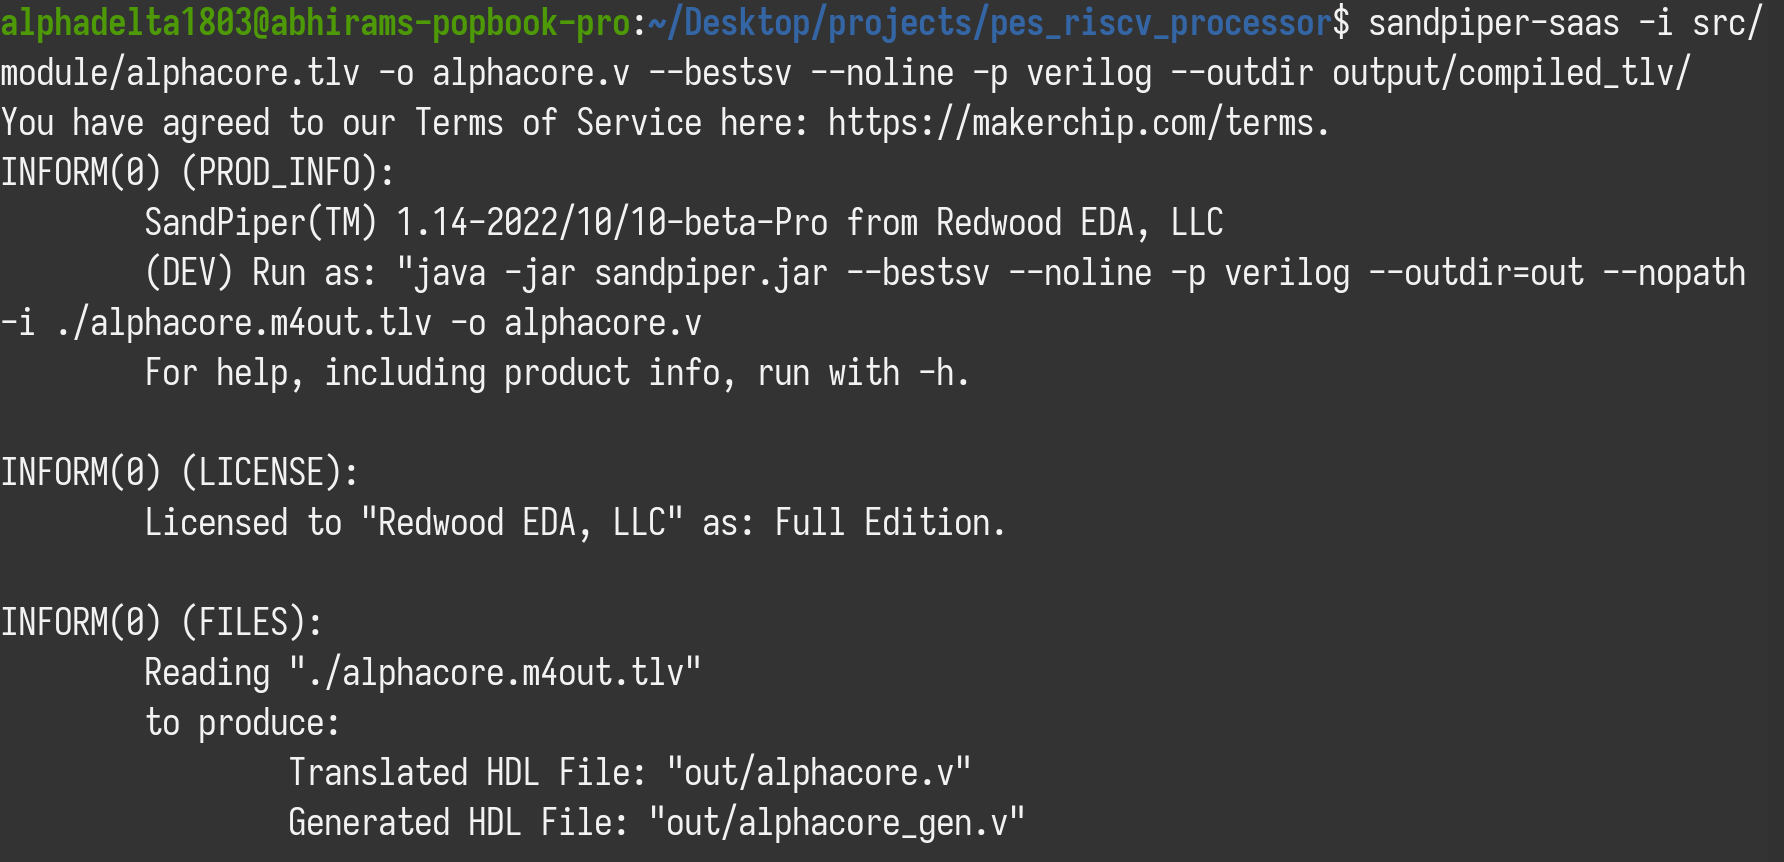 alphadelta1803@abhirams-popbook-pro:~/Desktop/projects/pes_riscv_processor$ sandpiper-saas -i src/
module/alphacore.tlv -o alphacore.v --bestsv --noline -p verilog --outdir output/compiled_tlv/
You have agreed to our Terms of Service here: https://makerchip.com/terms.
INFORM(0) (PROD_INFO):
SandPiper(TM) 1.14-2022/10/10-beta-Pro from Redwood EDA, LLC
(DEV) Run as: "java -jar sandpiper.jar --bestsv --noline -p verilog --outdir=out --nopath
-i ./alphacore.m4out.tlv -o alphacore.v
For help, including product info, run with -h.
INFORM(0) (LICENSE):
Licensed to "Redwood EDA, LLC" as: Full Edition.
INFORM(0) (FILES):
Reading "./alphacore.m4out.tlv"
to produce:
Translated HDL File: "out/alphacore.v"
Generated HDL File: "out/alphacore_gen.v"